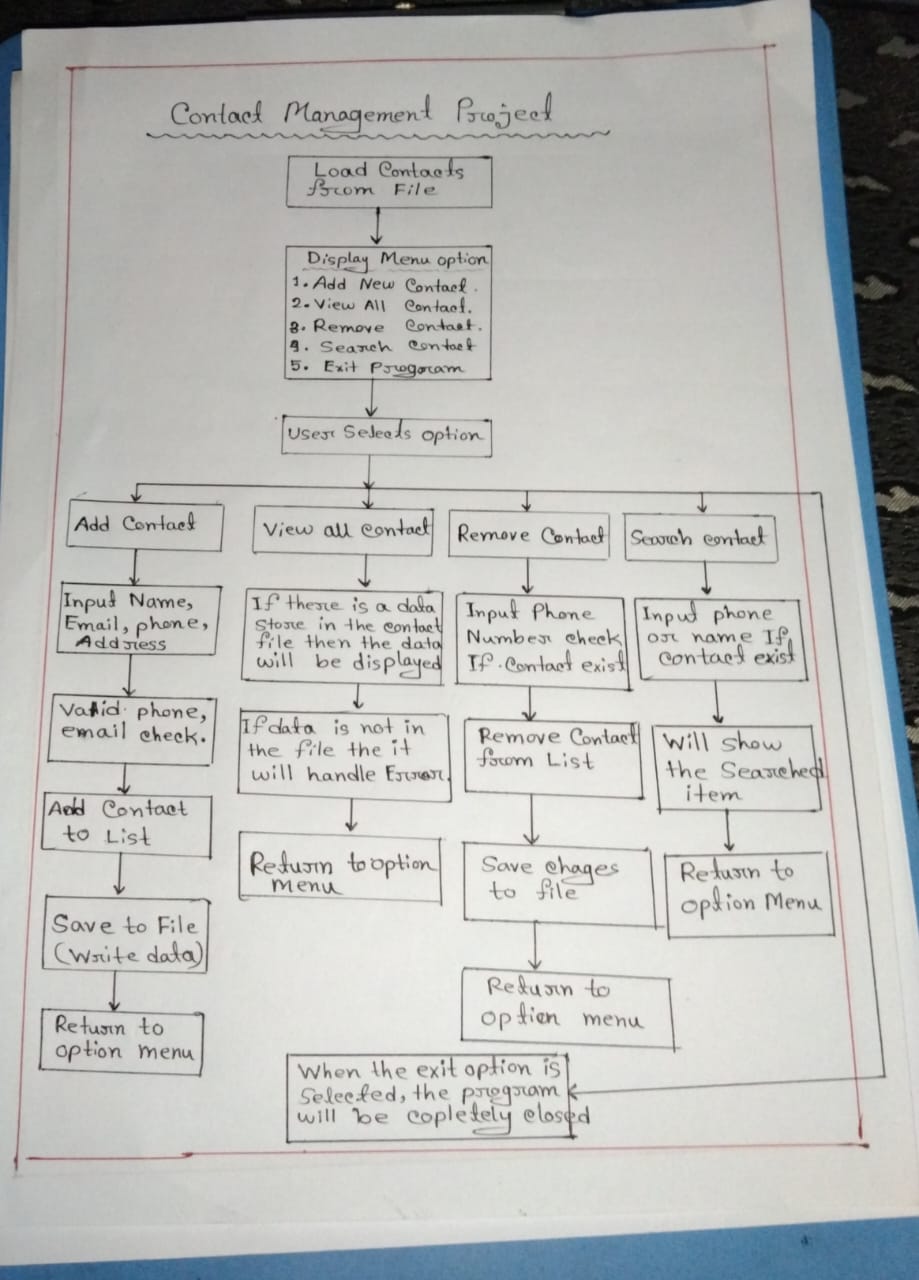 Contact Management Project
Load Contacts
from File
Display Menu option
1. Add New Contact.
2. View All Contact.
3. Remove Contact.
4. Search Contact
5. Exit Program
User Selects option
Add Contact
Input Name,
Email, phone,
Address
Valid phone,
email check.
Add Contact
to List
Save to File
(Write data)
Return to
option menu
View all contact
If there is a data
store in the contact
file then the data
will be displayed
If data is not in
the file the it
will handle Error.
Return to option
menu
Remove Contact
Input Phone
Number check
If Contact exist
Remove Contact
from List
Save chages
to file
Return to
option menu
Search contact
Input phone
or name If
contact exist
Will show
the Searched
item
Return to
option Menu
When the exit option is
Selected, the program
will be copletely closed